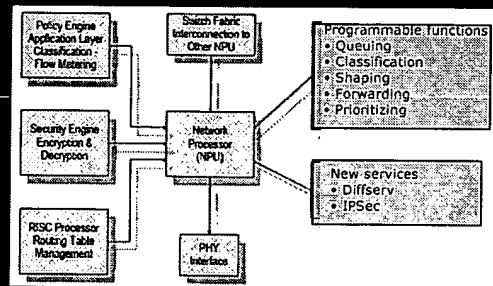 Policy Engine
Application Layer
Classification
Flow Metering
Switch Fabric
Interconnection to
Other NPU
Programmable functions
• Queuing
• Classification
• Shaping
• Forwarding
• Prioritizing
Security Engine
Encryption &
Decryption
Network
Processor
(NPU)
New services
• Diffserv
• IPSec
RISC Processor
Routing Table
Management
PHY
Interface